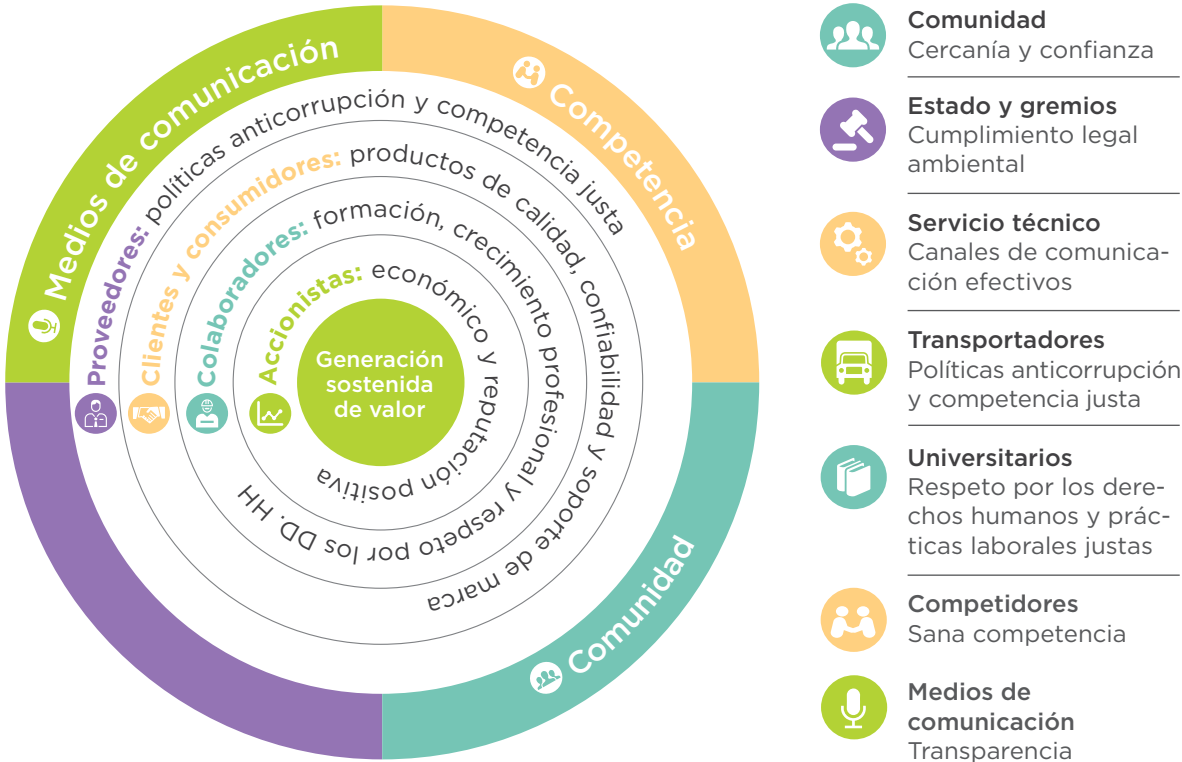 Medios de comunicación
Competencia
Comunidad
Proveedores: políticas anticorrupción y competencia justa
Clientes y consumidores: productos de calidad, confiabilidad y soporte de marca
Colaboradores: formación, crecimiento profesional y respeto por los DD. HH
Accionistas: económico y reputación positiva
Generación
sostenida
de valor
Comunidad
Cercanía y confianza
Estado y gremios
Cumplimiento legal
ambiental
Servicio técnico
Canales de comunica-
ción efectivos
Transportadores
Políticas anticorrupción
y competencia justa
Universitarios
Respeto por los dere-
chos humanos y prác-
ticas laborales justas
Competidores
Sana competencia
Medios de
comunicación
Transparencia